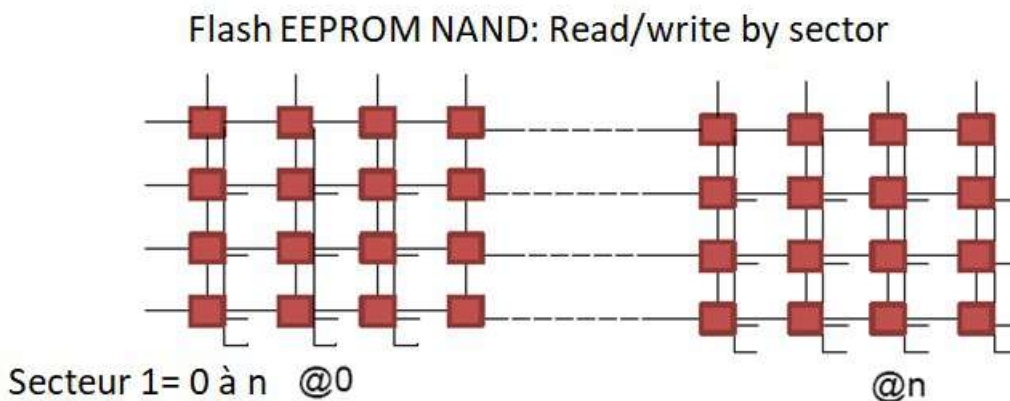 Flash EEPROM NAND: Read/write by sector
Secteur 1= 0 à n @0 @n